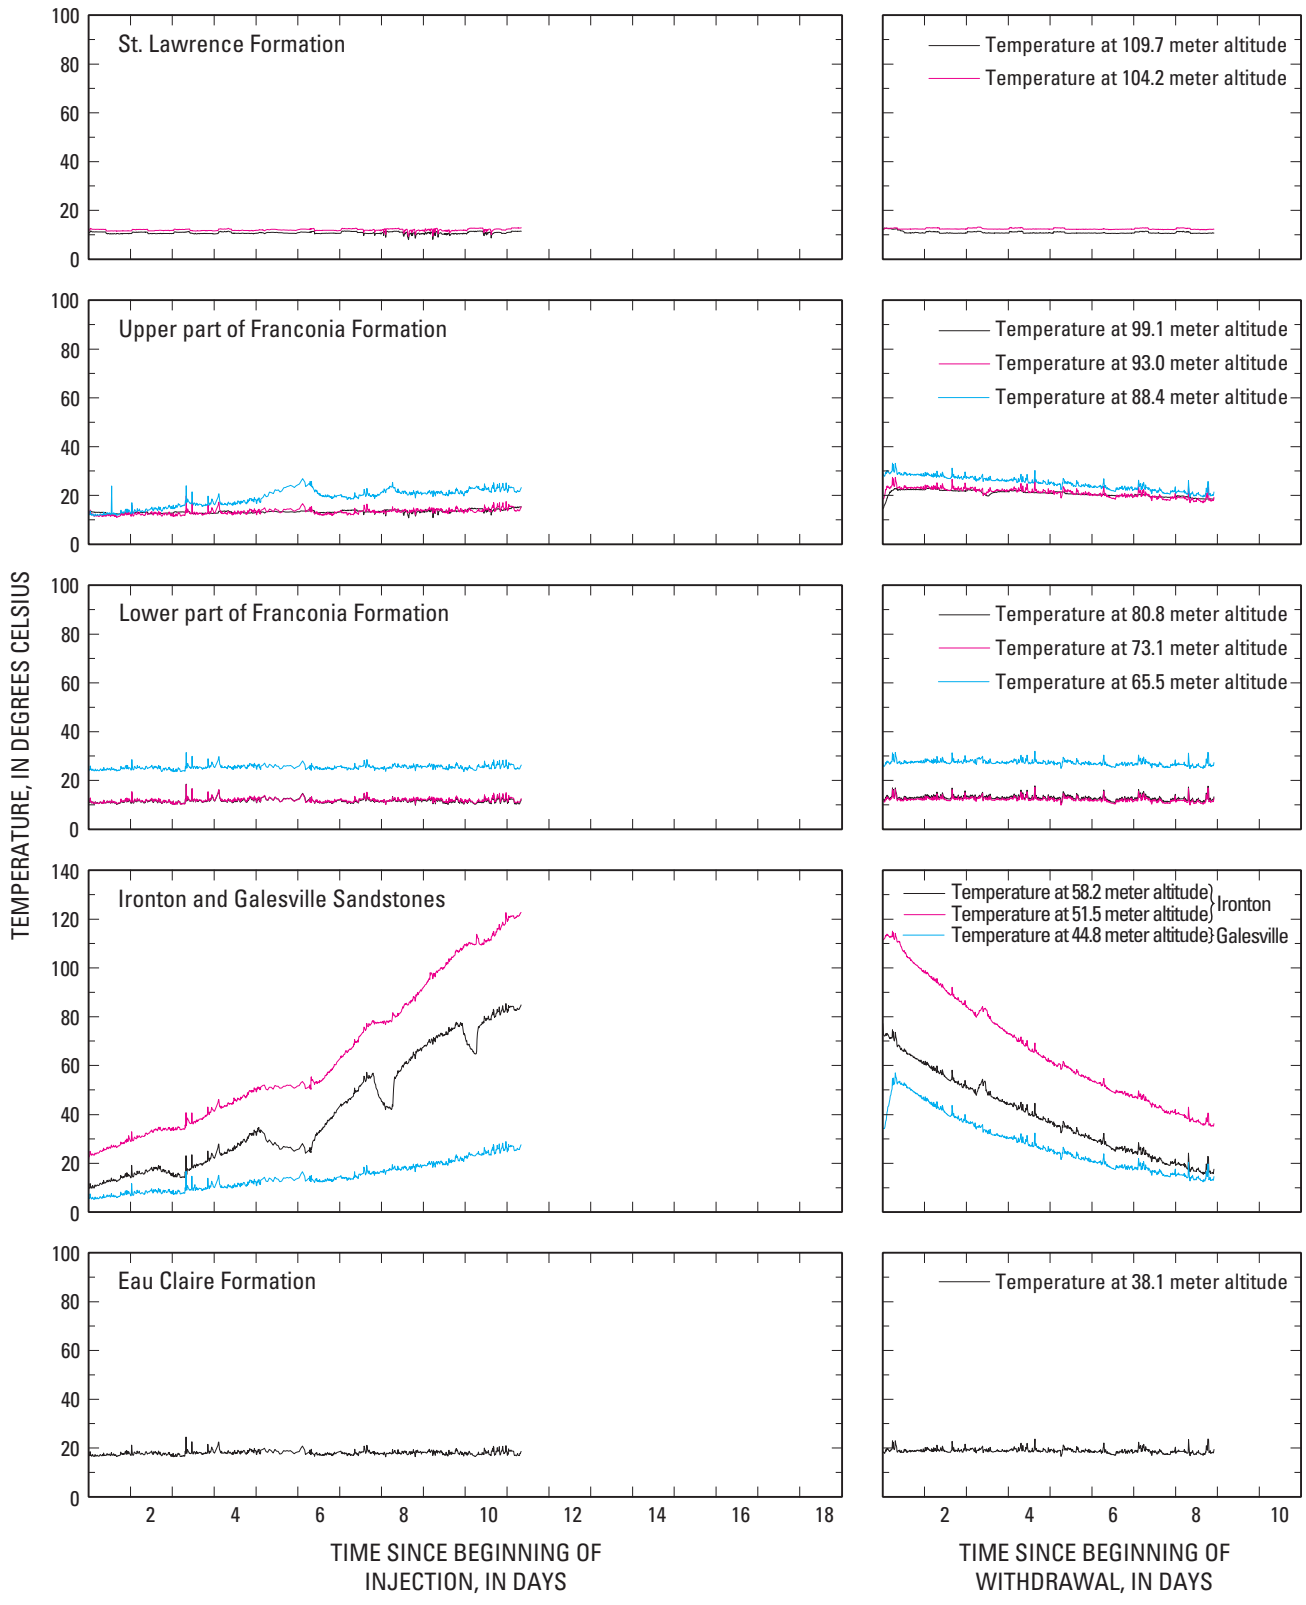 TEMPERATURE, IN DEGREES CELSIUS
100
80
60
40
20
0
St. Lawrence Formation
Temperature at 109.7 meter altitude
Temperature at 104.2 meter altitude
100
80
60
40
20
0
Upper part of Franconia Formation
Temperature at 99.1 meter altitude
Temperature at 93.0 meter altitude
Temperature at 88.4 meter altitude
100
80
60
40
20
0
Lower part of Franconia Formation
Temperature at 80.8 meter altitude
Temperature at 73.1 meter altitude
Temperature at 65.5 meter altitude
140
120
100
80
60
40
20
0
Ironton and Galesville Sandstones
Temperature at 58.2 meter altitude
Temperature at 51.5 meter altitude
} Ironton
Temperature at 44.8 meter altitude} Galesville
100
80
60
40
20
0
Eau Claire Formation
Temperature at 38.1 meter altitude
2 4 6 8 10 12 14 16 18
2 4 6 8 10
TIME SINCE BEGINNING OF
INJECTION, IN DAYS
TIME SINCE BEGINNING OF
WITHDRAWAL, IN DAYS